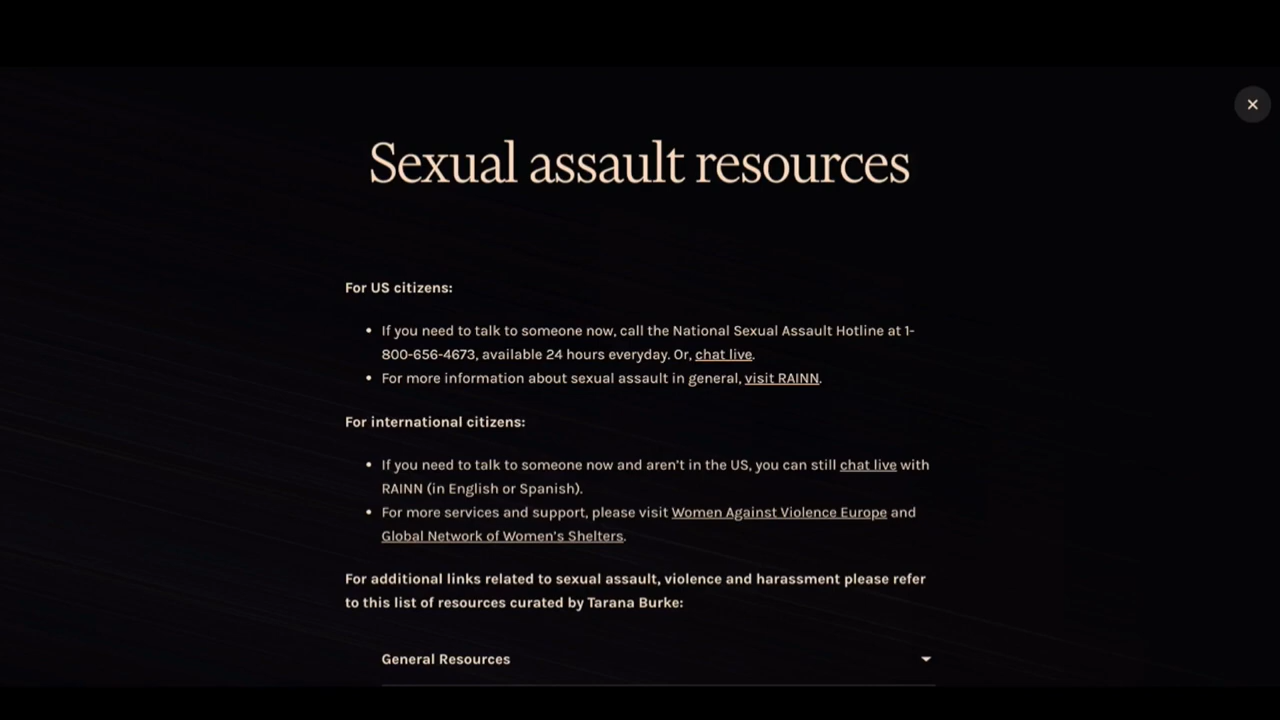 Sexual assault resources
For US citizens:
If you need to talk to someone now, call the National Sexual Assault Hotline at 1-
800-656-4673, available 24 hours everyday. Or, chat live.
For more information about sexual assault in general, visit RAINN.
For international citizens:
If you need to talk to someone now and aren't in the US, you can still chat live with
RAINN (in English or Spanish).
For more services and support, please visit Women Against Violence Europe and
Global Network of Women's Shelters.
For additional links related to sexual assault, violence and harassment please refer
to this list of resources curated by Tarana Burke:
General Resources